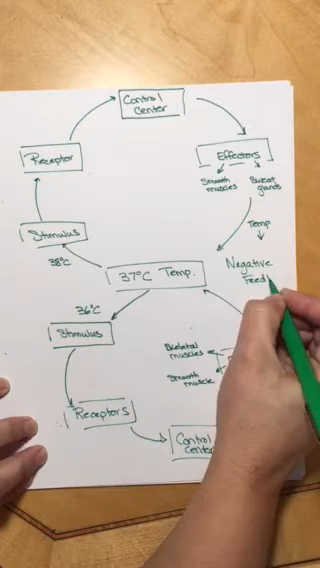 Control
Center
Receptor
Effectors
Smooth
muscles
Sweat
glands
Stimulus
38°C
Temp
37°C Temp.
Negative
Feed
36°C
Stimulus
Skeletal
muscles
Smooth
muscle
Receptors
Control
Center